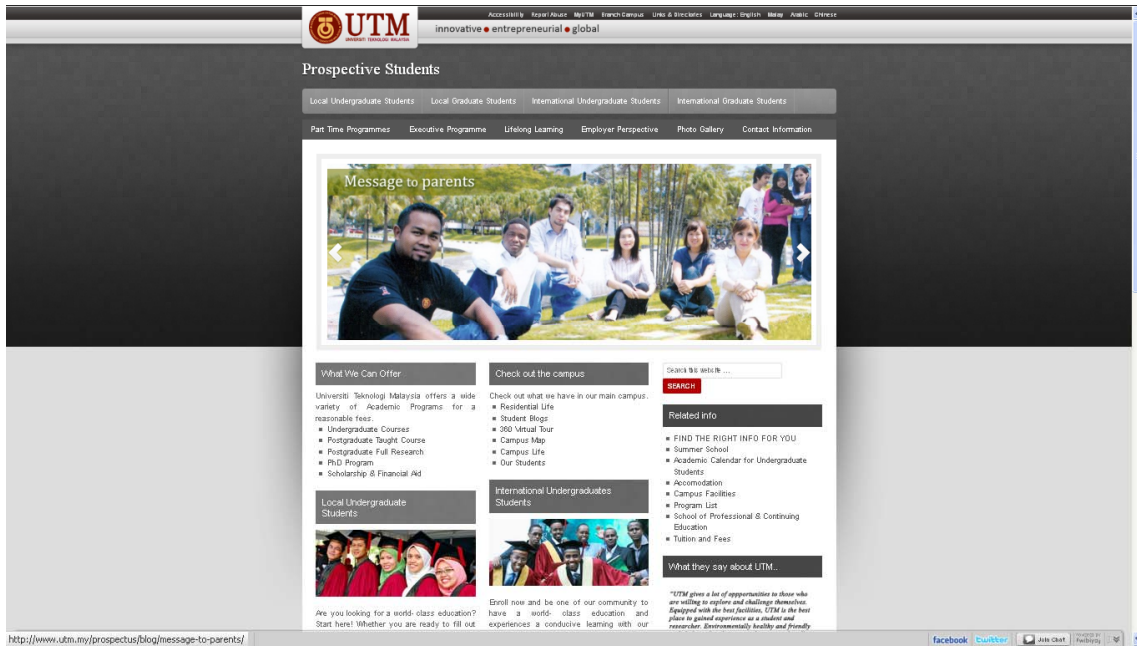 Accessibility Report Abuse MyUTM Branch Campus Links & Directories Language: English Malay Arabic Chinese
UTM
UNIVERSITI TEKNOLOGI MALAYSIA
innovative ● entrepreneurial ● global
Prospective Students
Local Undergraduate Students Local Graduate Students International Undergraduate Students International Graduate Students
Part Time Programmes Executive Programme Lifelong Learning Employer Perspective Photo Gallery Contact Information
Message to parents
What We Can Offer
Universiti Teknologi Malaysia offers a wide
variety of Academic Programs for a
reasonable fees.
Undergraduate Courses
Postgraduate Taught Course
Postgraduate Full Research
PhD Program
Scholarship & Financial Aid
Local Undergraduate
Students
Are you looking for a world- class education?
Start here! Whether you are ready to fill out
Check out the campus
Check out what we have in our main campus.
Residential Life
Student Blogs
360 Virtual Tour
Campus Map
Campus Life
Our Students
International Undergraduates
Students
Enroll now and be one of our community to
have a world- class education and
experiences a conducive learning with our
Search this website ...
SEARCH
Related info
FIND THE RIGHT INFO FOR YOU
Summer School
Academic Calendar for Undergraduate
Students
Accomodation
Campus Facilities
Program List
School of Professional & Continuing
Education
Tuition and Fees
What they say about UTM..
"UTM gives a lot of oppportunities to those who
are willing to explore and challenge themselves.
Equipped with the best facilities, UTM is the best
place to gained experience as a student and
researcher. Environmentally healthy and friendly
http://www.utm.my/prospectus/blog/message-to-parents/
facebook twitter Join Chat